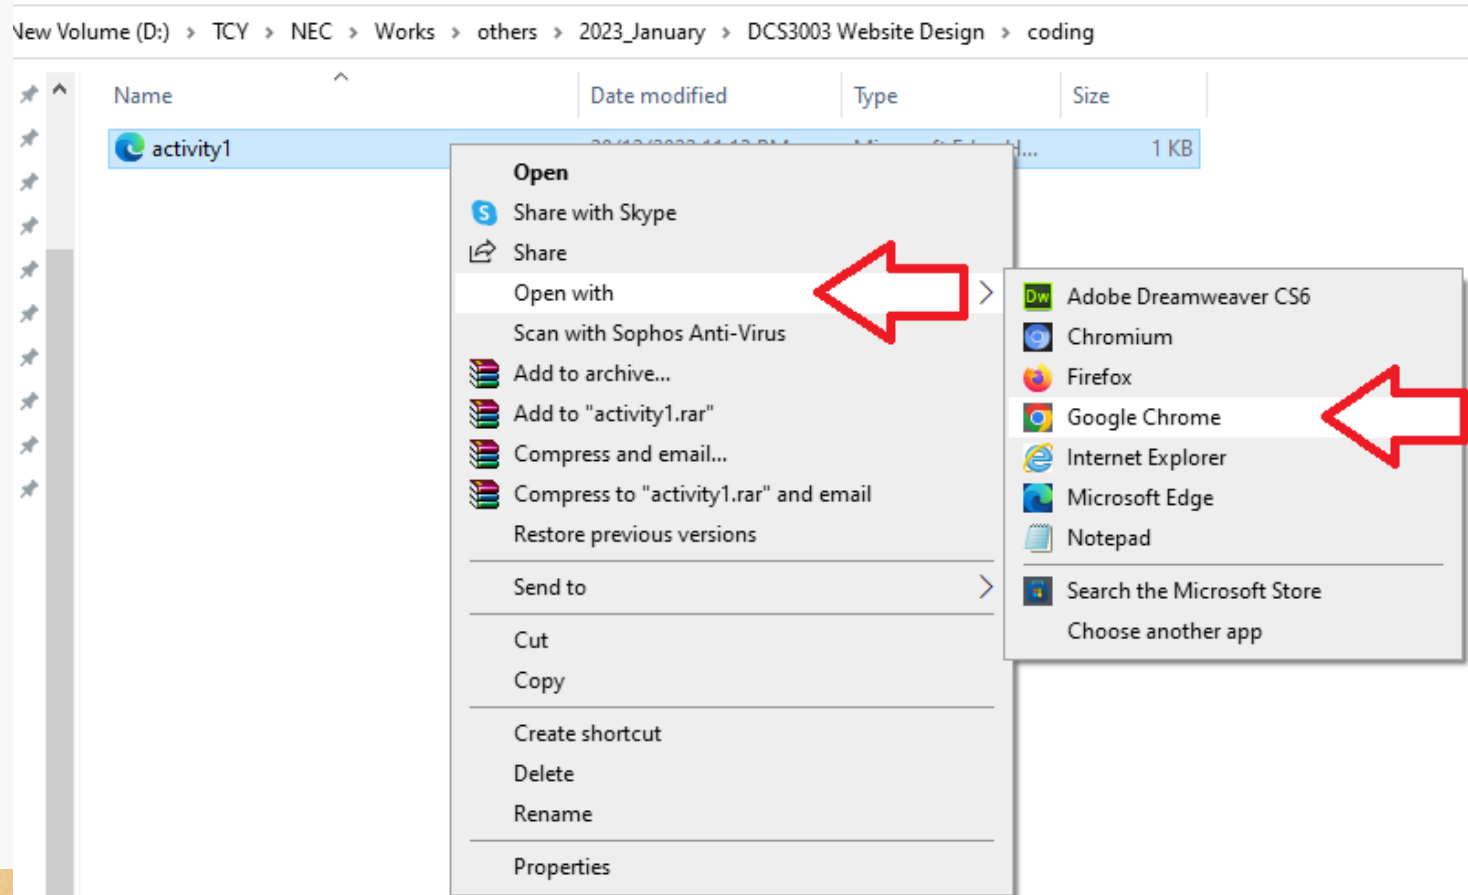 New Volume (D:) > TCY > NEC > Works > others > 2023_January > DCS3003 Website Design > coding
Name Date modified Type Size
activity1 1 KB
Open
Share with Skype
Share
Open with
Scan with Sophos Anti-Virus
Add to archive...
Add to "activity1.rar"
Compress and email...
Compress to "activity1.rar" and email
Restore previous versions
Send to
Cut
Copy
Create shortcut
Delete
Rename
Properties
Adobe Dreamweaver CS6
Chromium
Firefox
Google Chrome
Internet Explorer
Microsoft Edge
Notepad
Search the Microsoft Store
Choose another app